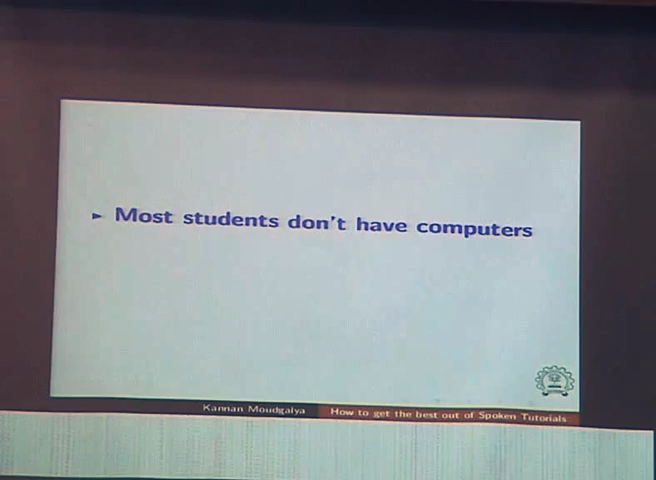 ► Most students don't have computers
Kannan Moudgalya How to get the best out of Spoken Tutorials